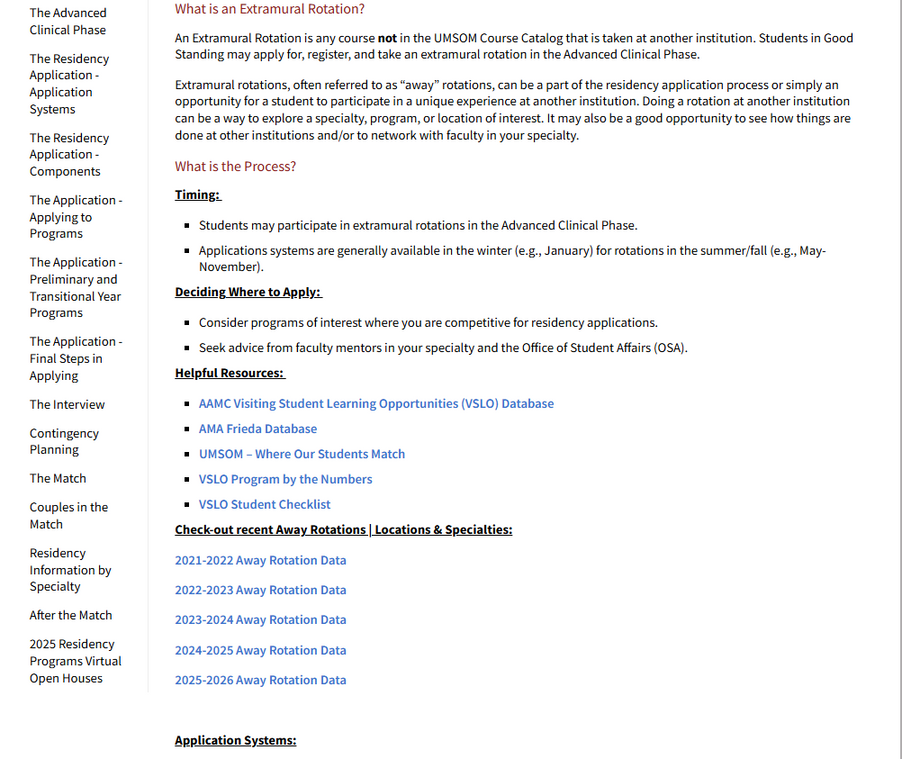 The Advanced
Clinical Phase
The Residency
Application -
Application
Systems
The Residency
Application -
Components
The Application -
Applying to
Programs
The Application -
Preliminary and
Transitional Year
Programs
The Application -
Final Steps in
Applying
The Interview
Contingency
Planning
The Match
Couples in the
Match
Residency
Information by
Specialty
After the Match
2025 Residency
Programs Virtual
Open Houses
What is an Extramural Rotation?
An Extramural Rotation is any course not in the UMSOM Course Catalog that is taken at another institution. Students in Good
Standing may apply for, register, and take an extramural rotation in the Advanced Clinical Phase.
Extramural rotations, often referred to as “away” rotations, can be a part of the residency application process or simply an
opportunity for a student to participate in a unique experience at another institution. Doing a rotation at another institution
can be a way to explore a specialty, program, or location of interest. It may also be a good opportunity to see how things are
done at other institutions and/or to network with faculty in your specialty.
What is the Process?
Timing:
▪ Students may participate in extramural rotations in the Advanced Clinical Phase.
▪ Applications systems are generally available in the winter (e.g., January) for rotations in the summer/fall (e.g., May-
November).
Deciding Where to Apply:
▪ Consider programs of interest where you are competitive for residency applications.
▪ Seek advice from faculty mentors in your specialty and the Office of Student Affairs (OSA).
Helpful Resources:
▪ AAMC Visiting Student Learning Opportunities (VSLO) Database
▪ AMA Frieda Database
▪ UMSOM – Where Our Students Match
▪ VSLO Program by the Numbers
▪ VSLO Student Checklist
Check-out recent Away Rotations | Locations & Specialties:
2021-2022 Away Rotation Data
2022-2023 Away Rotation Data
2023-2024 Away Rotation Data
2024-2025 Away Rotation Data
2025-2026 Away Rotation Data
Application Systems: